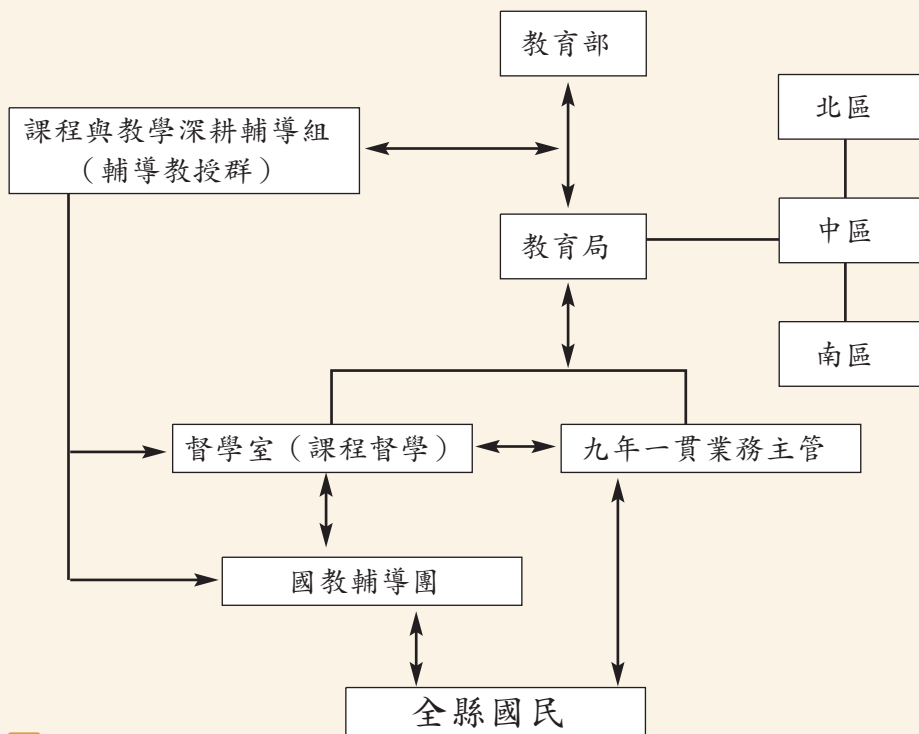 教育部
北區
課程與教學深耕輔導組
（輔導教授群）
教育局
中區
南區
督學室（課程督學）
九年一貫業務主管
國教輔導團
全縣國民